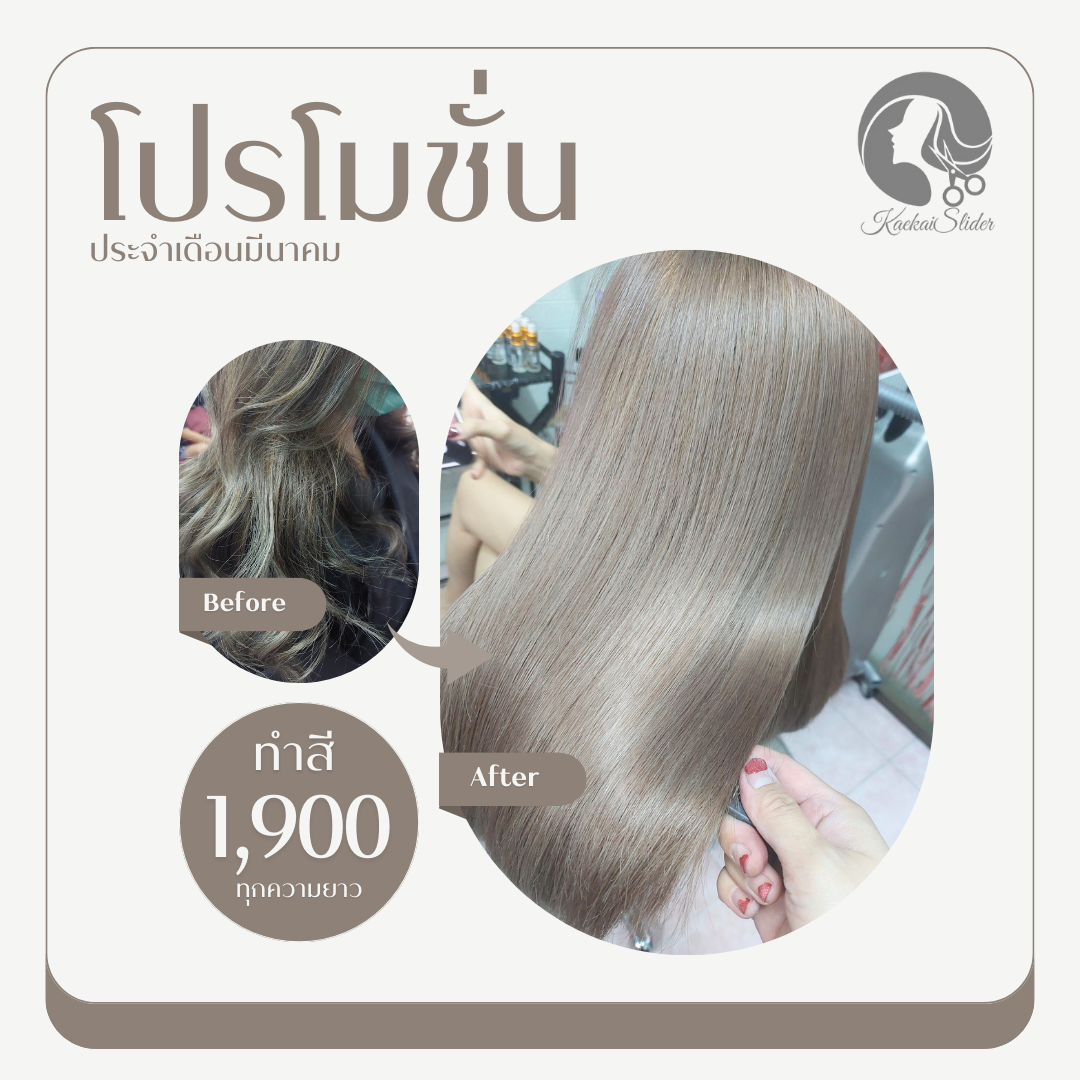 โปรโมชั่น
ประจำเดือนมีนาคม
KaekaiSlider
Before
After
ทำสี
1,900
ทุกความยาว